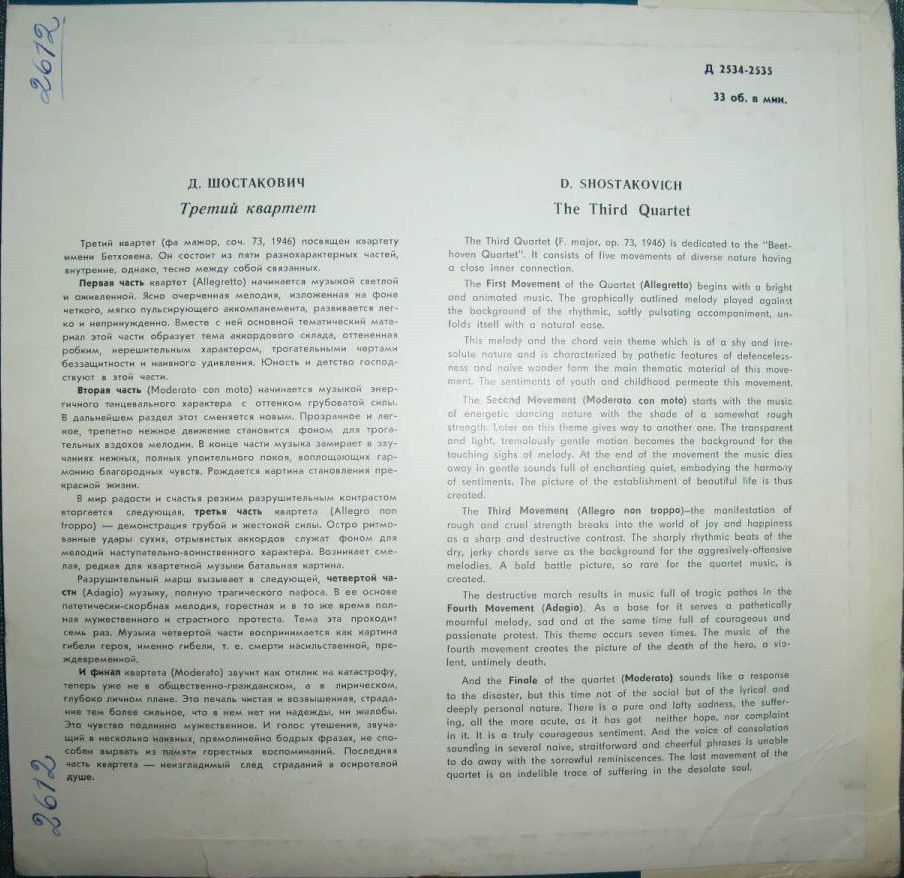 2612
Д 2534-2535
33 об. в мин.
Д. ШОСТАКОВИЧ
Третий квартет
Третий квартет (фа мажор, соч. 73, 1946) посвящен квартету
имени Бетховена. Он состоит из пяти разнохарактерных частей,
внутренне, однако, тесно между собой связанных.
Первая часть квартет (Allegretto) начинается музыкой светлой
и оживленной. Ясно очерченная мелодия, изложенная на фоне
четкого, мягко пульсирующего аккомпанемента, развивается лег-
ко и непринужденно. Вместе с ней основной тематический мате-
риал этой части образует тема аккордового склада, оттененная
робким, нерешительным характером, трогательными чертами
беззащитности и наивного удивления. Юность и детство господ-
ствуют в этой части.
Вторая часть (Moderato con moto) начинается музыкой энер-
гичного танцевального характера с оттенком грубоватой силы.
В дальнейшем раздел этот сменяется новым. Прозрачное и лег-
кое, трепетно нежное движение становится фоном для трога-
тельных вздохов мелодии. В конце части музыка замирает в зву-
чаниях нежных, полных упоительного покоя, воплощающих гар-
монию благородных чувств. Рождается картина становления пре-
красной жизни.
В мир радости и счастья резким разрушительным контрастом
вторгается следующая, третья часть квартета (Allegro non
troppo) — демонстрация грубой и жестокой силы. Остро ритмо-
ванные удары сухих, отрывистых аккордов служат фоном для
мелодий наступательно-воинственного характера. Возникает сме-
лая, редкая для квартетной музыки батальная картина.
Разрушительный марш вызывает в следующей, четвертой ча-
сти (Adagio) музыку, полную трагического пафоса. В ее основе
патетически-скорбная мелодия, горестная и в то же время пол-
ная мужественного и страстного протеста. Тема эта проходит
семь раз. Музыка четвертой части воспринимается как картина
гибели героя, именно гибели, т. е. смерти насильственной, пре-
ждевременной.
И финал квартета (Moderato) звучит как отклик на катастрофу,
теперь уже не в общественно-гражданском, а в лирическом,
глубоко личном плане. Это печаль чистая и возвышенная, страда-
ние тем более сильное, что в нем нет ни надежды, ни жалобы.
Это чувство подлинно мужественное. И голос утешения, звуча-
щий в несколько наивных, прямолинейно бодрых фразах, не спо-
собен вырвать из памяти горестных воспоминаний. Последняя
часть квартета — неизгладимый след страданий в осиротелой
душе.
D. SHOSTAKOVICH
The Third Quartet
The Third Quartet (F. major, op. 73, 1946) is dedicated to the "Beet-
hoven Quartet". It consists of five movements of diverse nature having
a close inner connection.
The First Movement of the Quartet (Allegretto) begins with a bright
and animated music. The graphically outlined melody played against
the background of the rhythmic, softly pulsating accompaniment, un-
folds itself with a natural ease.
This melody and the chord vein theme which is of a shy and irre-
solute nature and is characterized by pathetic features of defenceless-
ness and naive wonder form the main thematic material of this move-
ment. The sentiments of youth and childhood permeate this movement.
The Second Movement (Moderato con moto) starts with the music
of energetic dancing nature with the shade of a somewhat rough
strength. Later on this theme gives way to another one. The transparent
and light, tremolously gentle motion becomes the background for the
touching sighs of melody. At the end of the movement the music dies
away in gentle sounds full of enchanting quiet, embodying the harmony
of sentiments. The picture of the establishment of beautiful life is thus
created.
The Third Movement (Allegro non troppo)—the manifestation of
rough and cruel strength breaks into the world of joy and happiness
as a sharp and destructive contrast. The sharply rhythmic beats of the
dry, jerky chords serve as the background for the aggresively-offensive
melodies. A bold battle picture, so rare for the quartet music, is
created.
The destructive march results in music full of tragic pathos in the
Fourth Movement (Adagio). As a base for it serves a pathetically
mournful melody, sad and at the same time full of courageous and
passionate protest. This theme occurs seven times. The music of the
fourth movement creates the picture of the death of the hero, a vio-
lent, untimely death.
And the Finale of the quartet (Moderato) sounds like a response
to the disaster, but this time not of the social but of the lyrical and
deeply personal nature. There is a pure and lofty sadness, the suffer-
ing, all the more acute, as it has got neither hope, nor complaint
in it. It is a truly courageous sentiment. And the voice of consolation
sounding in several naive, straitforward and cheerful phrases is unable
to do away with the sorrowful reminiscences. The last movement of the
quartet is an indelible trace of suffering in the desolate soul.
2612